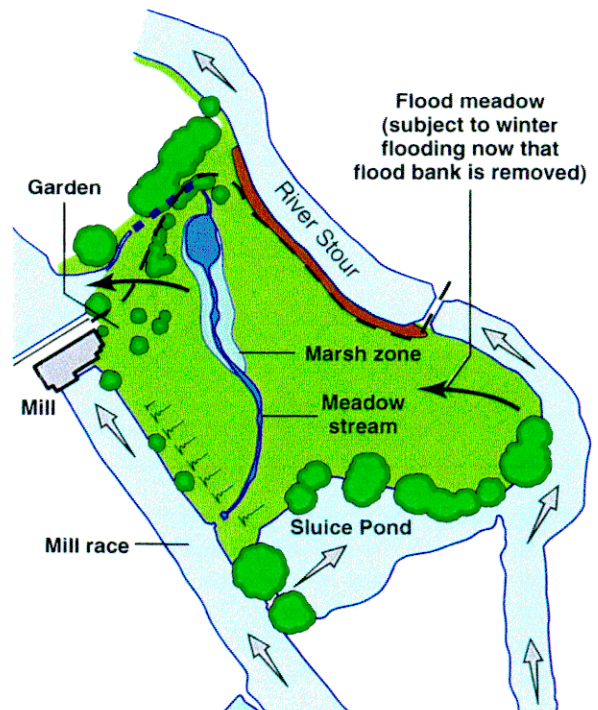 Flood meadow
(subject to winter
flooding now that
flood bank is removed)
Garden
River Stour
Marsh zone
Mill
Meadow
stream
Sluice Pond
Mill race